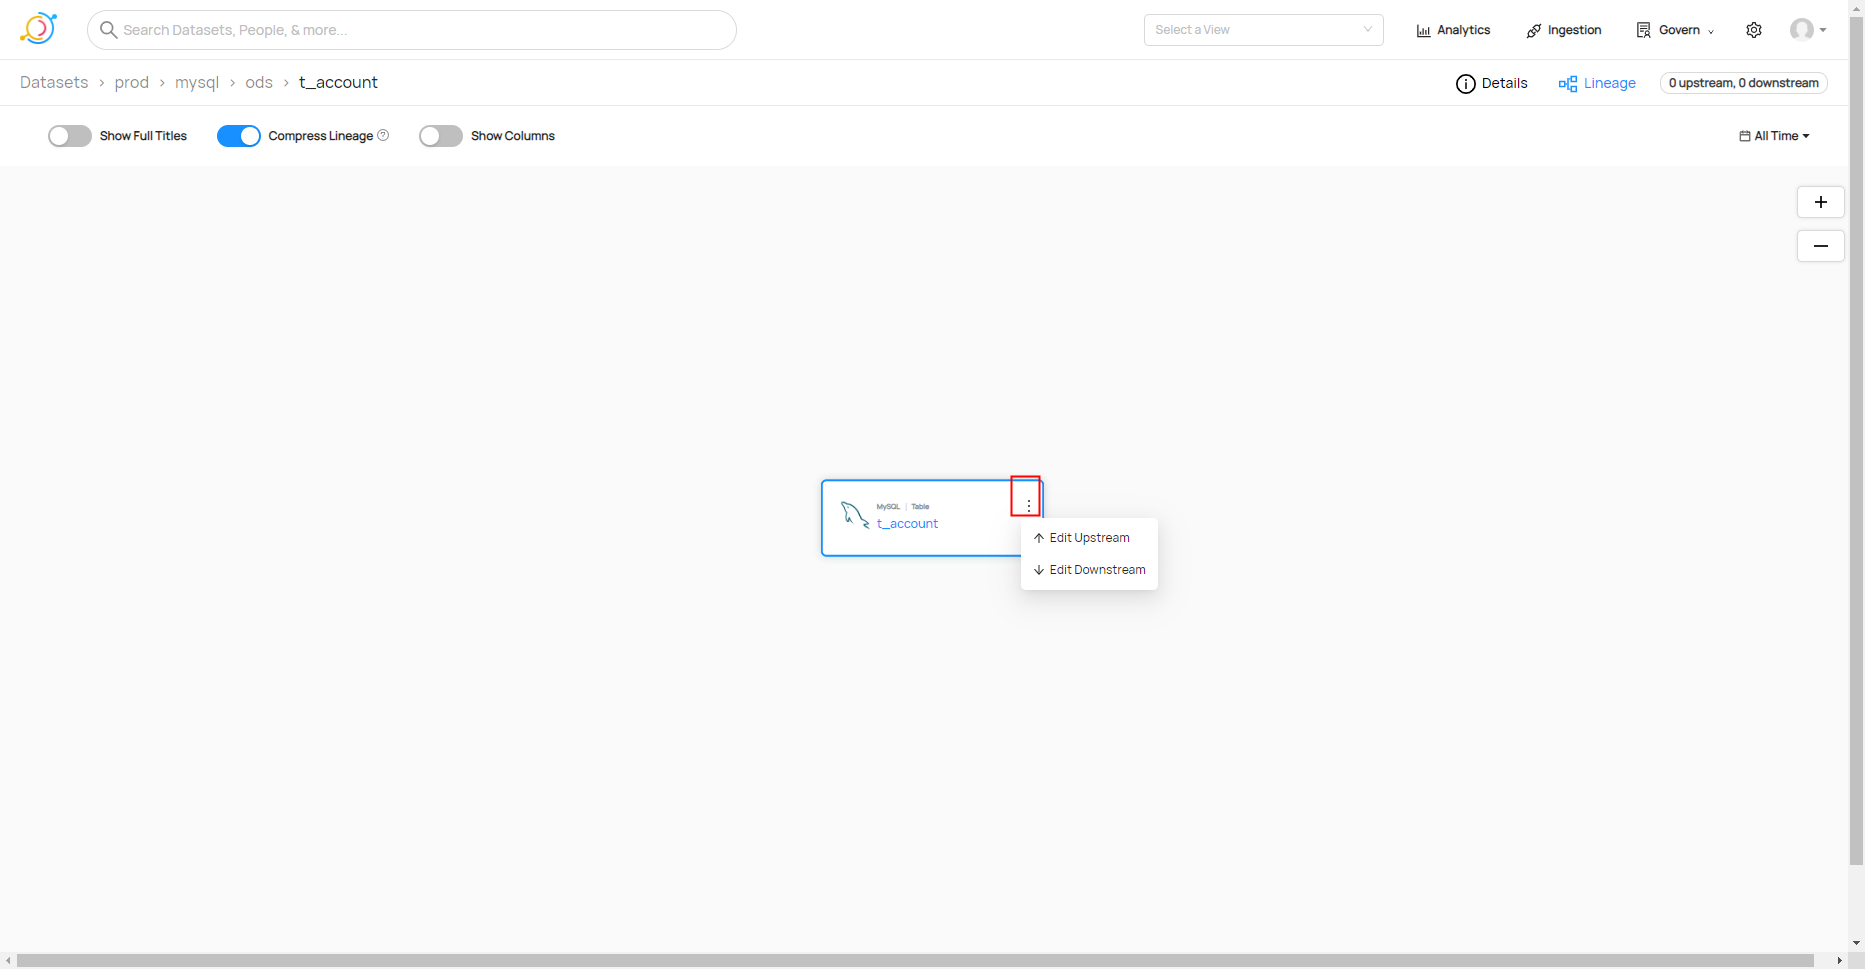 Search Datasets, People, & more...
Select a View
Analytics
Ingestion
Govern
Datasets > prod > mysql > ods > t_account
Details
Lineage
0 upstream, 0 downstream
Show Full Titles
Compress Lineage
Show Columns
All Time
MySQL | Table
t_account
Edit Upstream
Edit Downstream